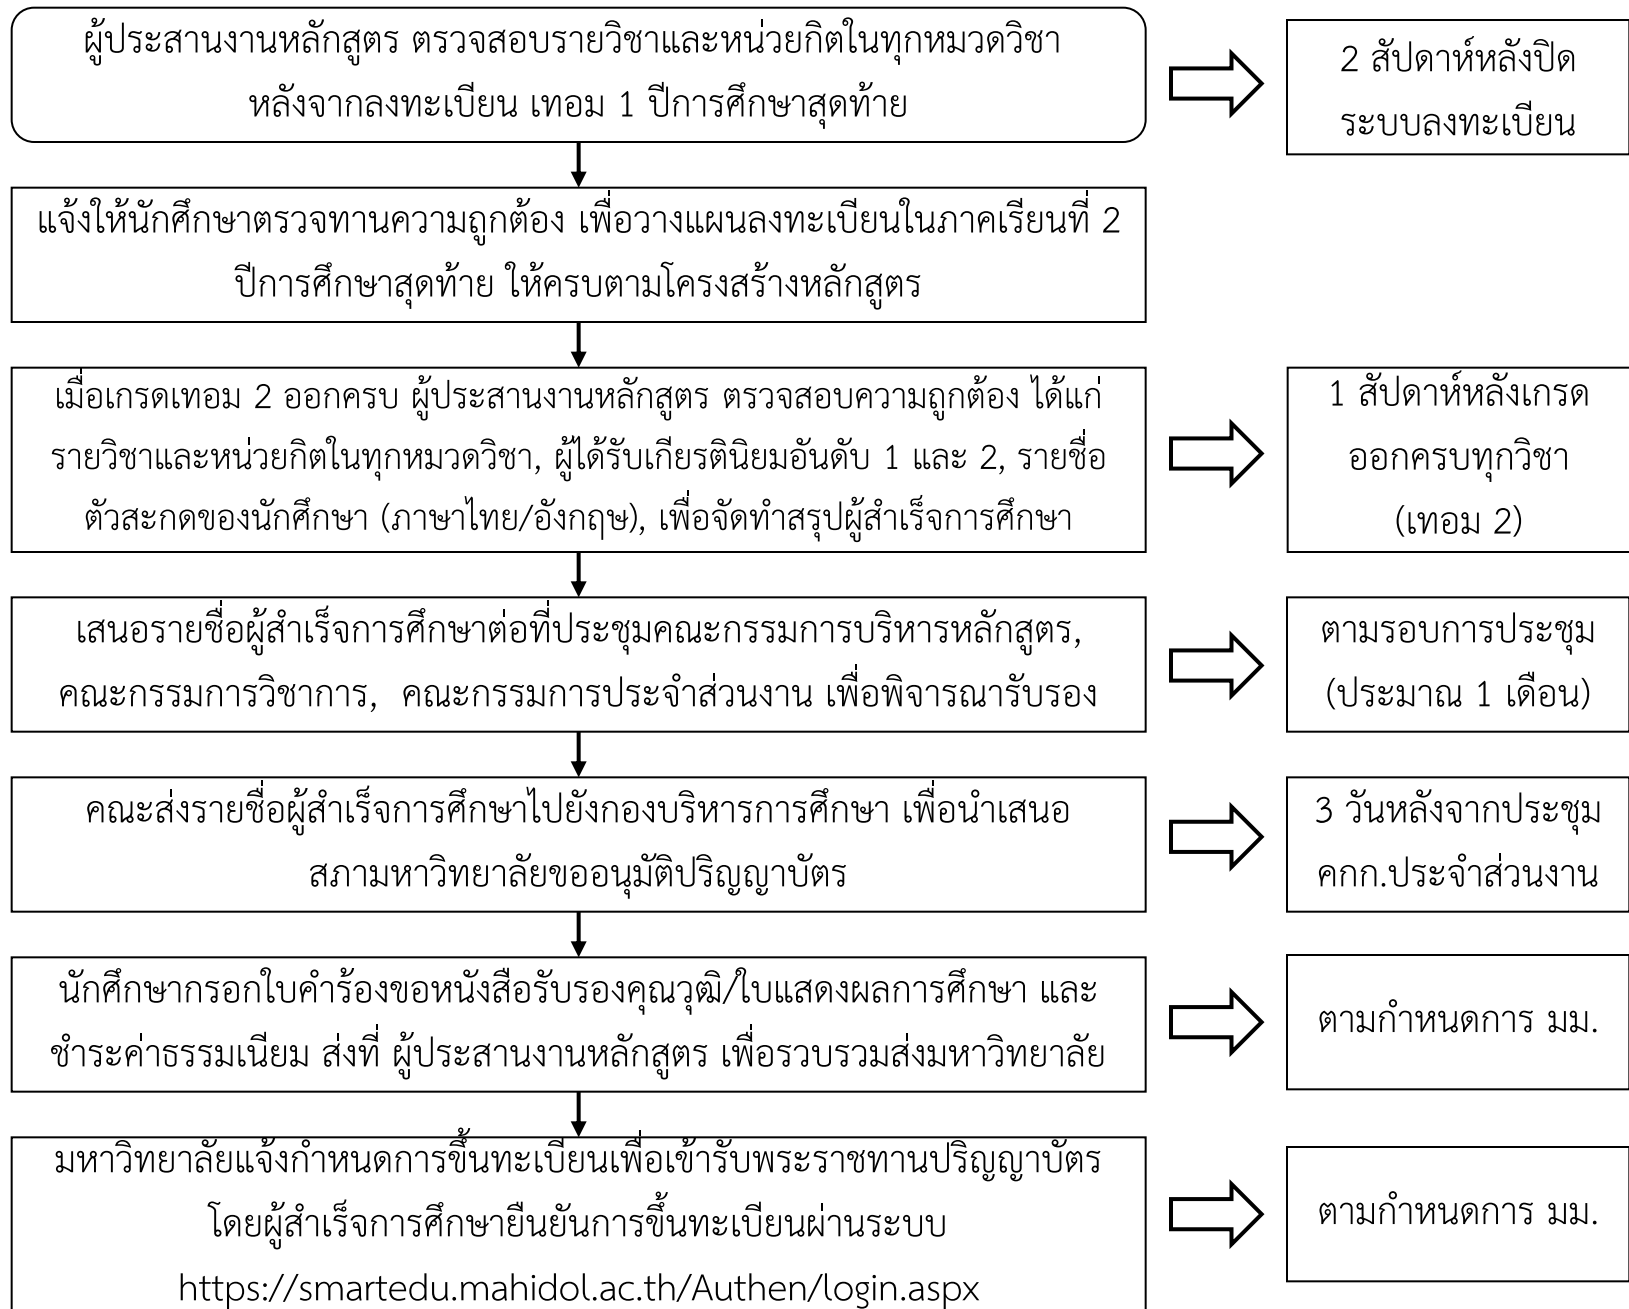 ผู้ประสานงานหลักสูตร ตรวจสอบรายวิชาและหน่วยกิตในทุกหมวดวิชา
หลังจากลงทะเบียน เทอม 1 ปีการศึกษาสุดท้าย
2 สัปดาห์หลังปิด
ระบบลงทะเบียน
แจ้งให้นักศึกษาตรวจทานความถูกต้อง เพื่อวางแผนลงทะเบียนในภาคเรียนที่ 2
ปีการศึกษาสุดท้าย ให้ครบตามโครงสร้างหลักสูตร
เมื่อเกรดเทอม 2 ออกครบ ผู้ประสานงานหลักสูตร ตรวจสอบความถูกต้อง ได้แก่
รายวิชาและหน่วยกิตในทุกหมวดวิชา, ผู้ได้รับเกียรตินิยมอันดับ 1 และ 2, รายชื่อ
ตัวสะกดของนักศึกษา (ภาษาไทย/อังกฤษ), เพื่อจัดทำสรุปผู้สำเร็จการศึกษา
1 สัปดาห์หลังเกรด
ออกครบทุกวิชา
(เทอม 2)
เสนอรายชื่อผู้สำเร็จการศึกษาต่อที่ประชุมคณะกรรมการบริหารหลักสูตร,
คณะกรรมการวิชาการ, คณะกรรมการประจำส่วนงาน เพื่อพิจารณารับรอง
ตามรอบการประชุม
(ประมาณ 1 เดือน)
คณะส่งรายชื่อผู้สำเร็จการศึกษาไปยังกองบริหารการศึกษา เพื่อนำเสนอ
สภามหาวิทยาลัยขออนุมัติปริญญาบัตร
3 วันหลังจากประชุม
คกก.ประจำส่วนงาน
นักศึกษากรอกใบคำร้องขอหนังสือรับรองคุณวุฒิ/ใบแสดงผลการศึกษา และ
ชำระค่าธรรมเนียม ส่งที่ ผู้ประสานงานหลักสูตร เพื่อรวบรวมส่งมหาวิทยาลัย
ตามกำหนดการ มม.
มหาวิทยาลัยแจ้งกำหนดการขึ้นทะเบียนเพื่อเข้ารับพระราชทานปริญญาบัตร
โดยผู้สำเร็จการศึกษายืนยันการขึ้นทะเบียนผ่านระบบ
https://smartedu.mahidol.ac.th/Authen/login.aspx
ตามกำหนดการ มม.